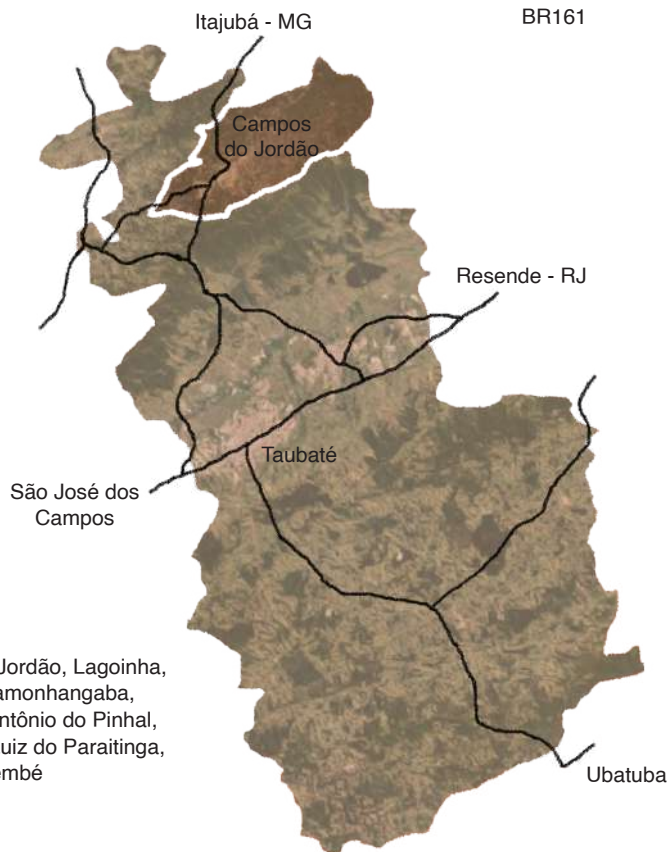 Itajubá - MG
BR161
Campos
do Jordão
Resende - RJ
Taubaté
São José dos
Campos
Jordão, Lagoinha,
amonhangaba,
ntônio do Pinhal,
uiz do Paraitinga,
embé
Ubatuba